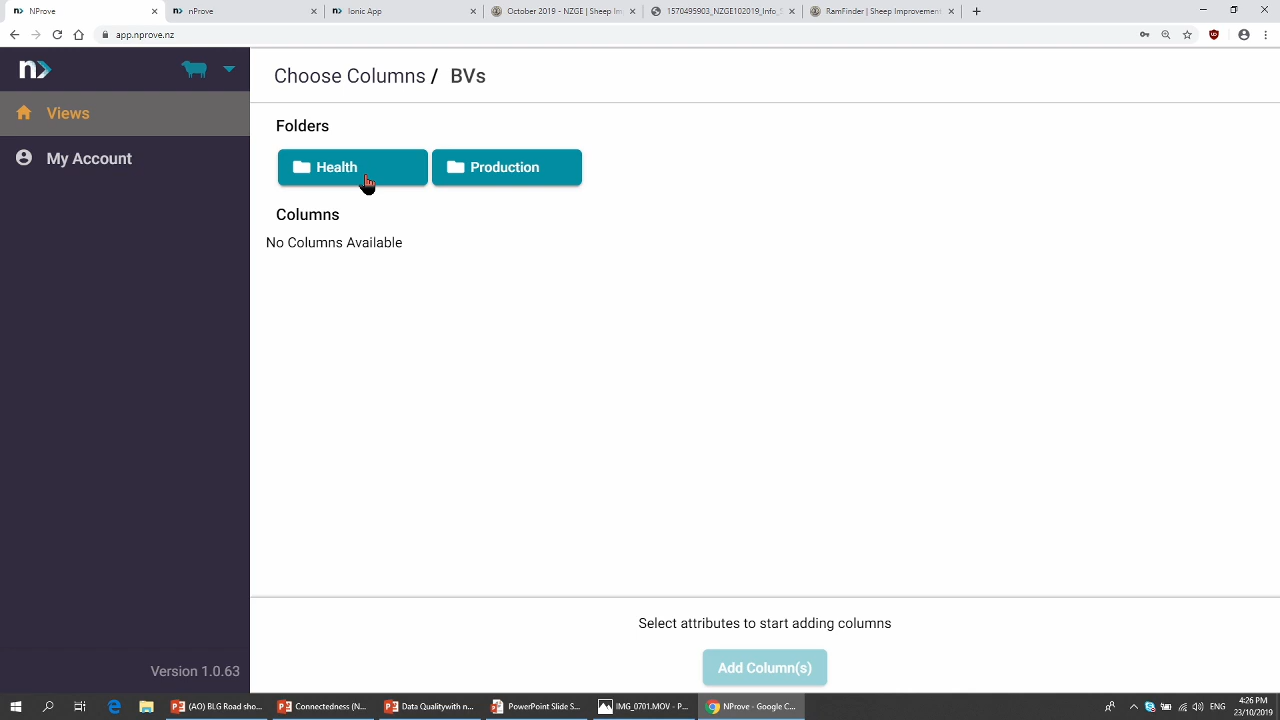 NProve
NProve
Ionic App
October 2019 - NZGE | Sheep Im
1570495903_NZGE102019_Info_S
RamFinder | Sheep Improvement
app.nprove.nz
n>
Choose Columns / BVs
Views
My Account
Folders
Health
Production
Columns
No Columns Available
Select attributes to start adding columns
Add Column(s)
Version 1.0.63
(AO) BLG Road sho...
Connectedness (N...
Data Qualitywith n...
PowerPoint Slide S...
IMG_0701.MOV - P...
NProve - Google C...
4:26 PM
23/10/2019